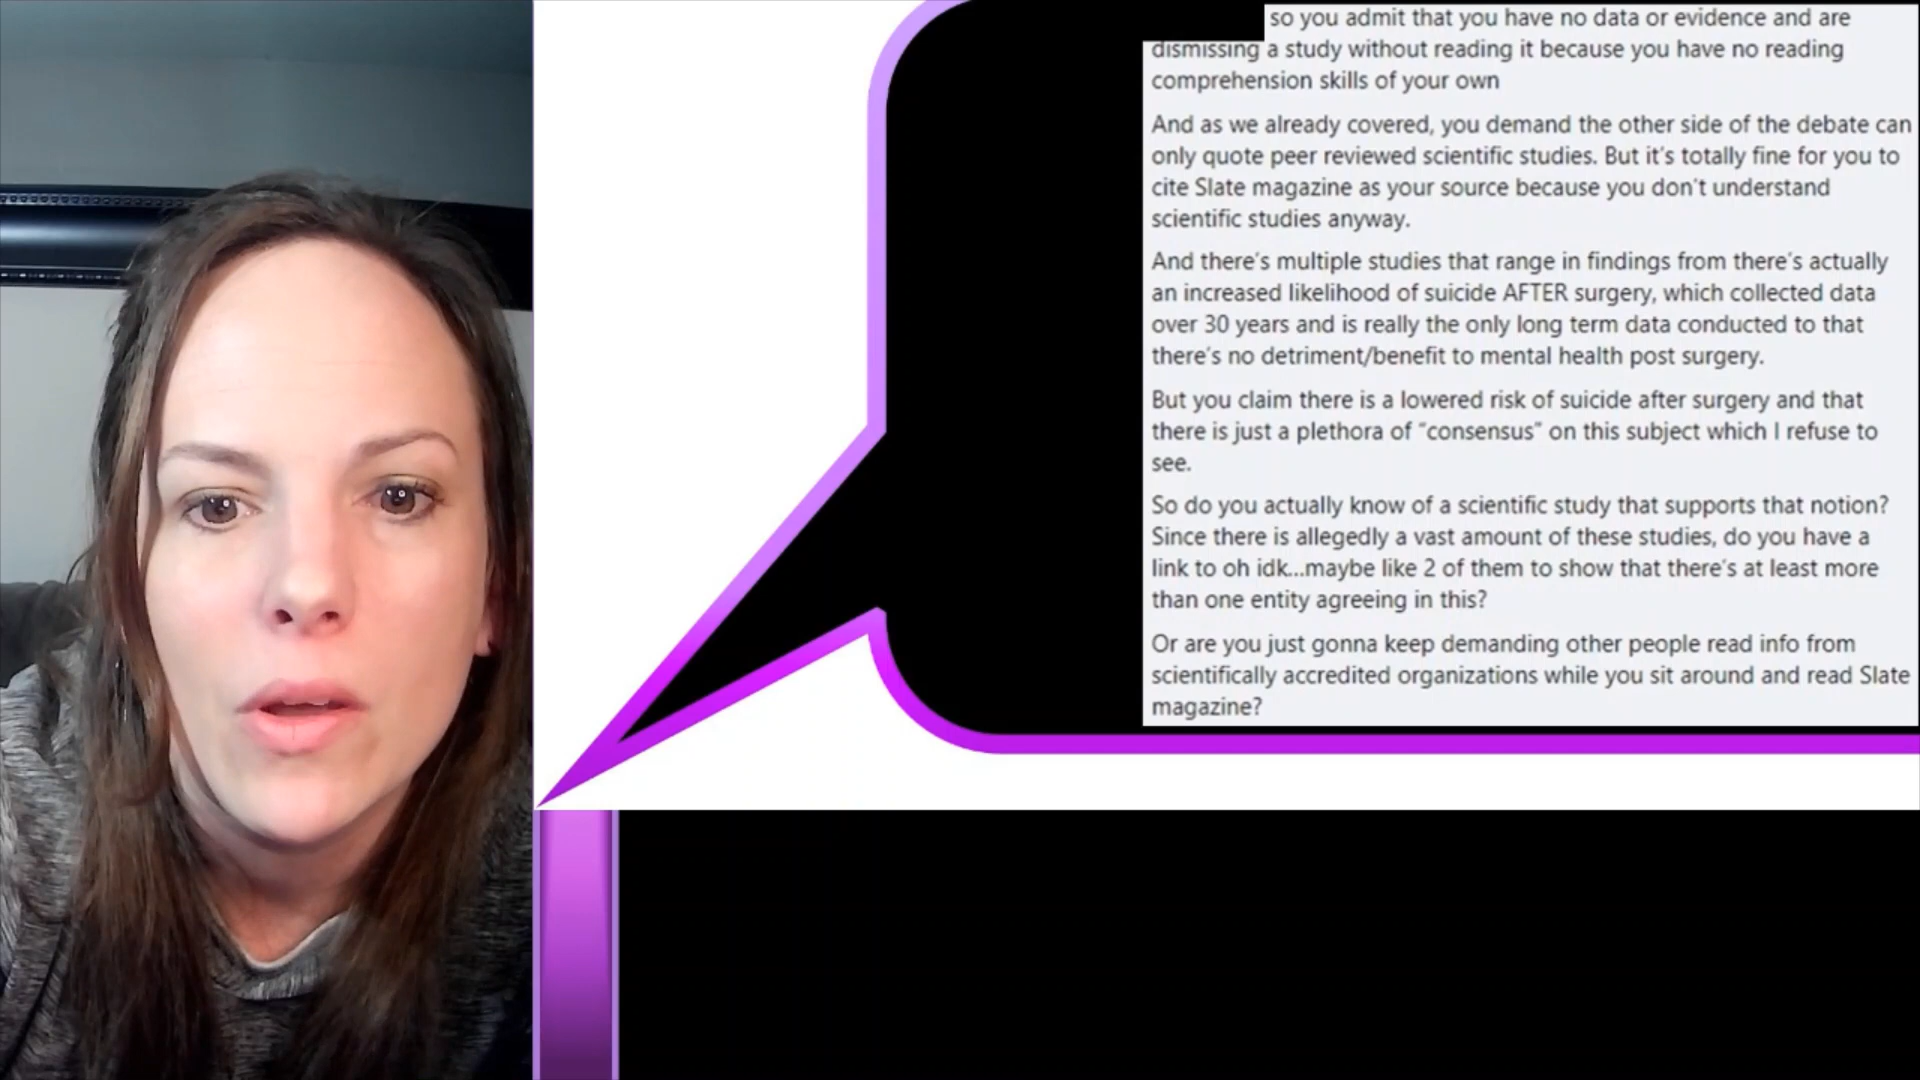 so you admit that you have no data or evidence and are
dismissing a study without reading it because you have no reading
comprehension skills of your own
And as we already covered, you demand the other side of the debate can
only quote peer reviewed scientific studies. But it's totally fine for you to
cite Slate magazine as your source because you don't understand
scientific studies anyway.
And there's multiple studies that range in findings from there's actually
an increased likelihood of suicide AFTER surgery, which collected data
over 30 years and is really the only long term data conducted to that
there's no detriment/benefit to mental health post surgery.
But you claim there is a lowered risk of suicide after surgery and that
there is just a plethora of “consensus” on this subject which I refuse to
see.
So do you actually know of a scientific study that supports that notion?
Since there is allegedly a vast amount of these studies, do you have a
link to oh idk...maybe like 2 of them to show that there's at least more
than one entity agreeing in this?
Or are you just gonna keep demanding other people read info from
scientifically accredited organizations while you sit around and read Slate
magazine?